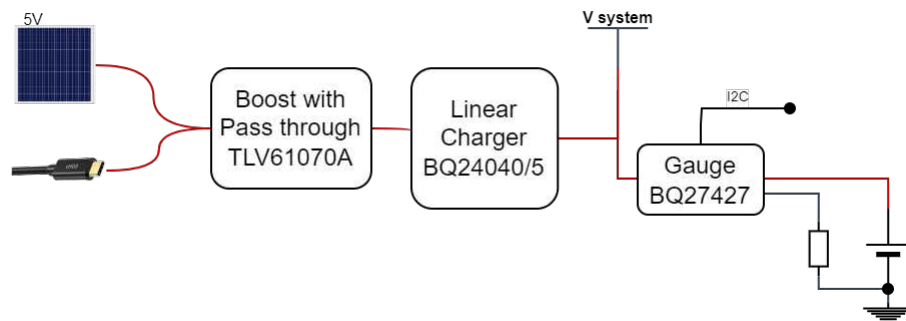 5V
V system
Boost with
Pass through
TLV61070A
Linear
Charger
BQ24040/5
I2C
Gauge
BQ27427